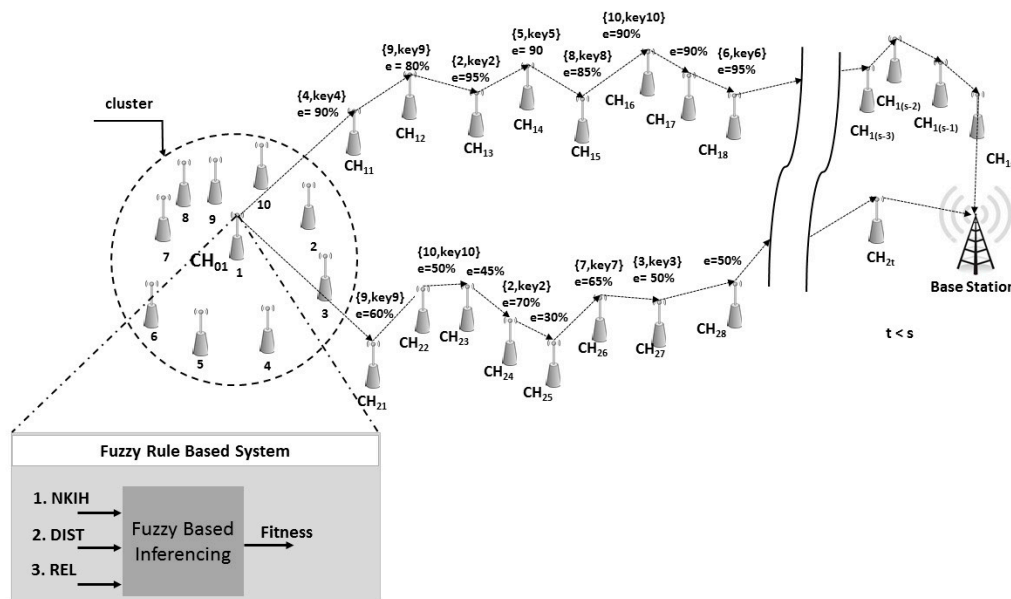 {10,key10}
e=90%
{5,key5}
e= 90
{9,key9}
e = 80%
{2,key2}
e=95%
{8,key8}
e=85%
e=90%
{6,key6}
e=95%
{4,key4}
e= 90%
cluster
CH11
CH12
CH13
CH14
CH15
CH16
CH17
CH18
CH1(s-3)
CH1(s-2)
CH1(s-1)
8
9
10
7
2
CH01
1
3
6
5
4
{9,key9}
e=60%
{10,key10}
e=50%
e=45%
{2,key2}
e=70%
e=30%
{7,key7}
e=65%
{3,key3}
e= 50%
e=50%
CH21
CH22
CH23
CH24
CH25
CH26
CH27
CH28
CH2t
Base Station
t < s
Fuzzy Rule Based System
1. NKIH
2. DIST
3. REL
Fuzzy Based
Inferencing
Fitness